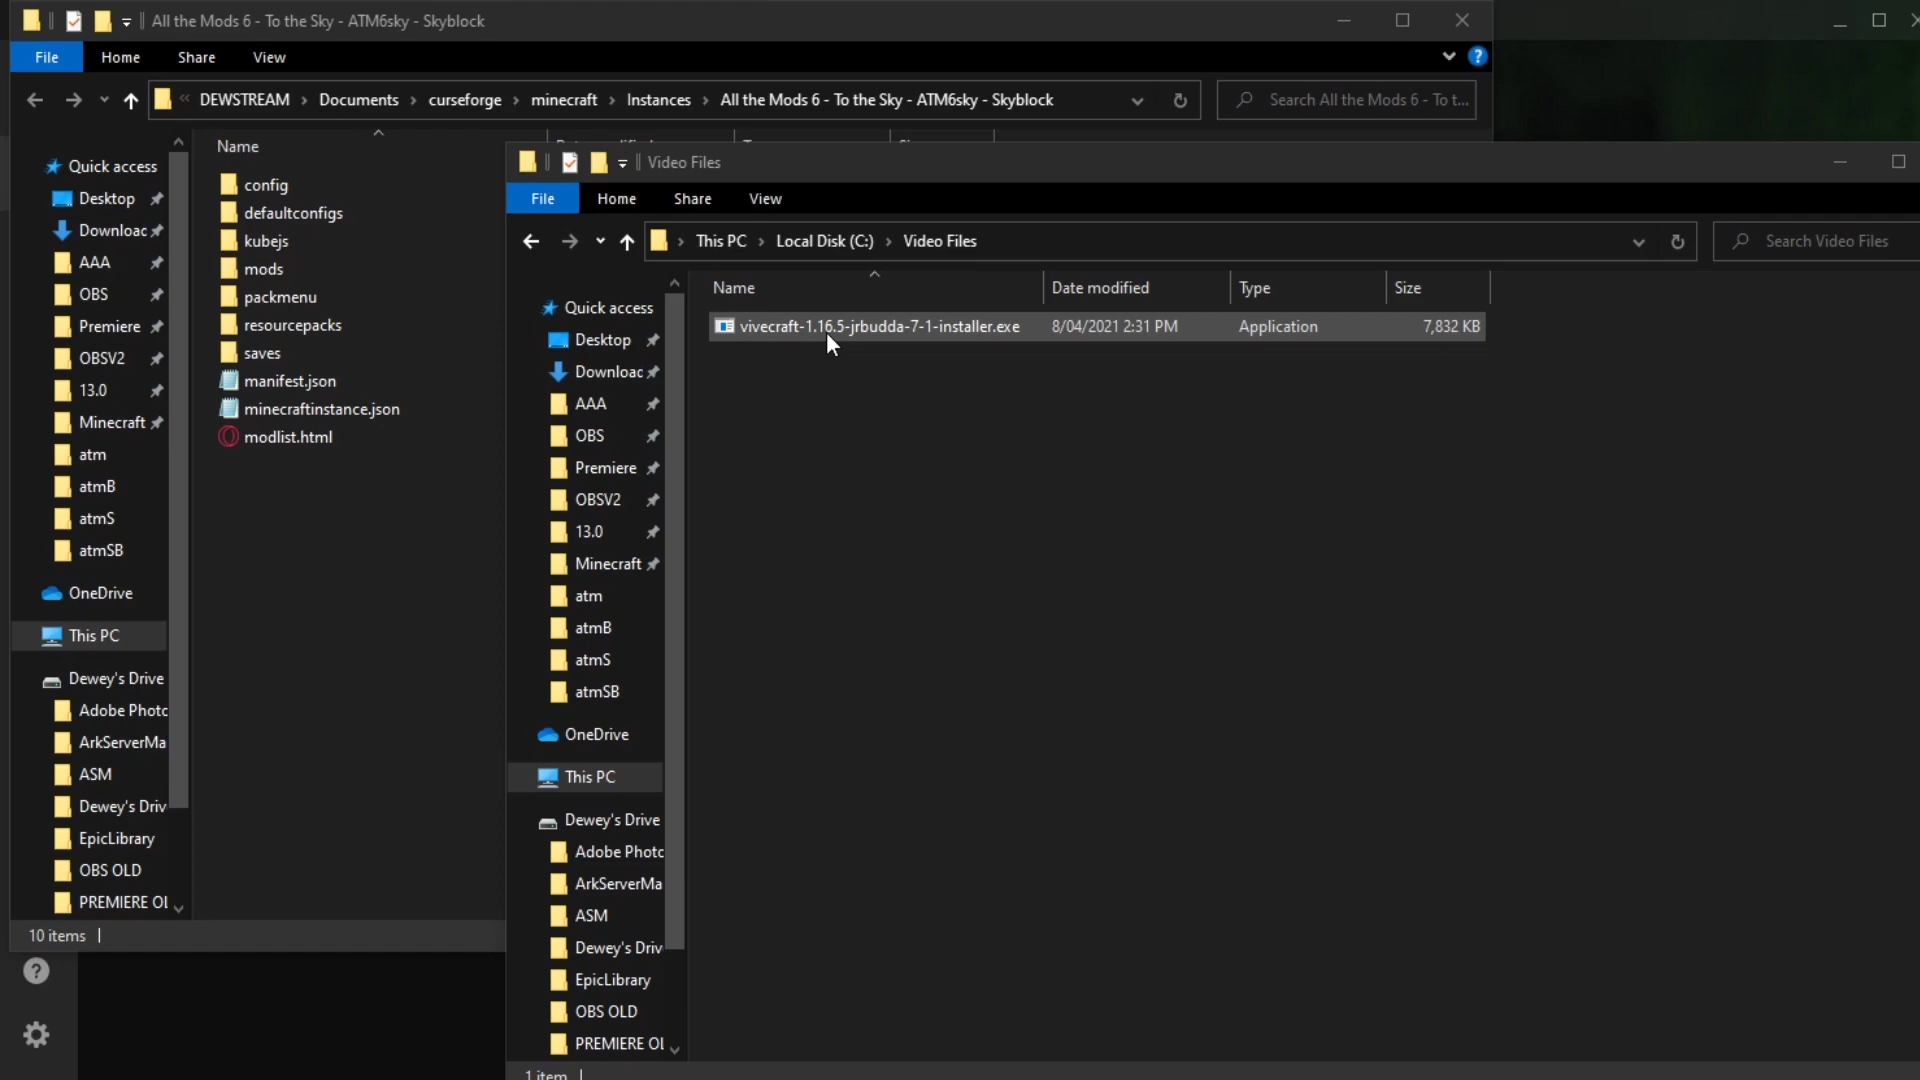 All the Mods 6 - To the Sky - ATM6sky - Skyblock
File Home Share View
DEWSTREAM Documents curseforge minecraft Instances All the Mods 6 - To the Sky - ATM6sky - Skyblock
Search All the Mods 6 - To t...
Name
Quick access
Desktop
Downloac
AAA
OBS
Premiere
OBSV2
13.0
Minecraft
atm
atmB
atmS
atmSB
OneDrive
This PC
Dewey's Drive
Adobe Photc
ArkServerMa
ASM
Dewey's Driv
EpicLibrary
OBS OLD
PREMIERE OL
config
defaultconfigs
kubejs
mods
packmenu
resourcepacks
saves
manifest.json
minecraftinstance.json
modlist.html
10 items
Video Files
File Home Share View
This PC Local Disk (C:) Video Files
Search Video Files
Name Date modified Type Size
vivecraft-1.16.5-jrbudda-7-1-installer.exe 8/04/2021 2:31 PM Application 7,832 KB
Quick access
Desktop
Downloac
AAA
OBS
Premiere
OBSV2
13.0
Minecraft
atm
atmB
atmS
atmSB
OneDrive
This PC
Dewey's Drive
Adobe Photc
ArkServerMa
ASM
Dewey's Driv
EpicLibrary
OBS OLD
PREMIERE OL
1 item